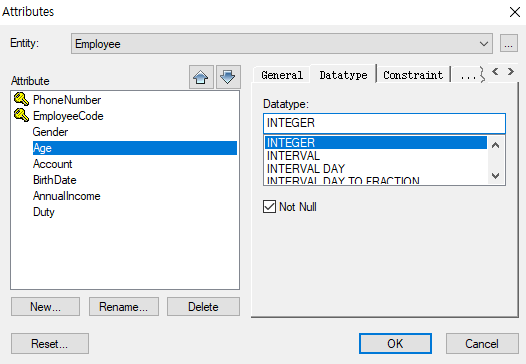 Attributes
Entity:
Employee
...
Attribute
PhoneNumber
EmployeeCode
Gender
Age
Account
BirthDate
AnnualIncome
Duty
New...
Rename...
Delete
General
Datatype
Constraint
...
Datatype:
INTEGER
INTEGER
INTERVAL
INTERVAL DAY
INTERVAL DAY TO FRACTION
Not Null
Reset...
OK
Cancel